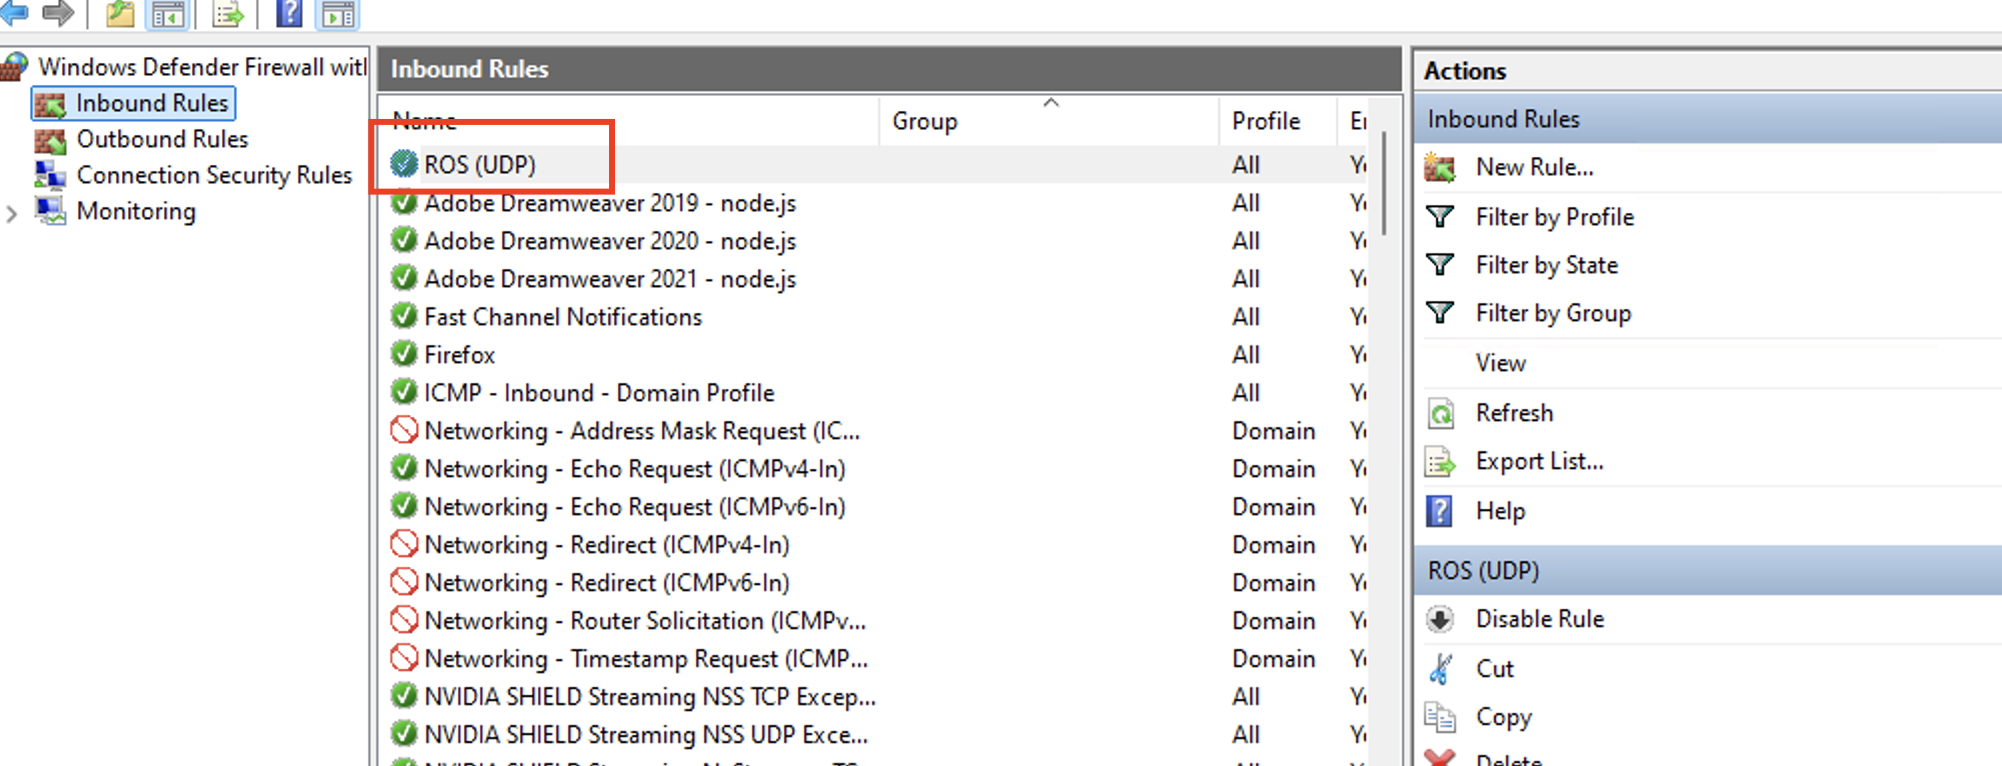 Windows Defender Firewall with
Inbound Rules
Outbound Rules
Connection Security Rules
Monitoring
Inbound Rules
Name Group Profile
ROS (UDP) All
Adobe Dreamweaver 2019 - node.js All
Adobe Dreamweaver 2020 - node.js All
Adobe Dreamweaver 2021 - node.js All
Fast Channel Notifications All
Firefox All
ICMP - Inbound - Domain Profile All
Networking - Address Mask Request (IC... Domain
Networking - Echo Request (ICMPv4-In) Domain
Networking - Echo Request (ICMPv6-In) Domain
Networking - Redirect (ICMPv4-In) Domain
Networking - Redirect (ICMPv6-In) Domain
Networking - Router Solicitation (ICMPv... Domain
Networking - Timestamp Request (ICMP... Domain
NVIDIA SHIELD Streaming NSS TCP Excep... All
NVIDIA SHIELD Streaming NSS UDP Exce... All
Actions
Inbound Rules
New Rule...
Filter by Profile
Filter by State
Filter by Group
View
Refresh
Export List...
Help
ROS (UDP)
Disable Rule
Cut
Copy
Delete